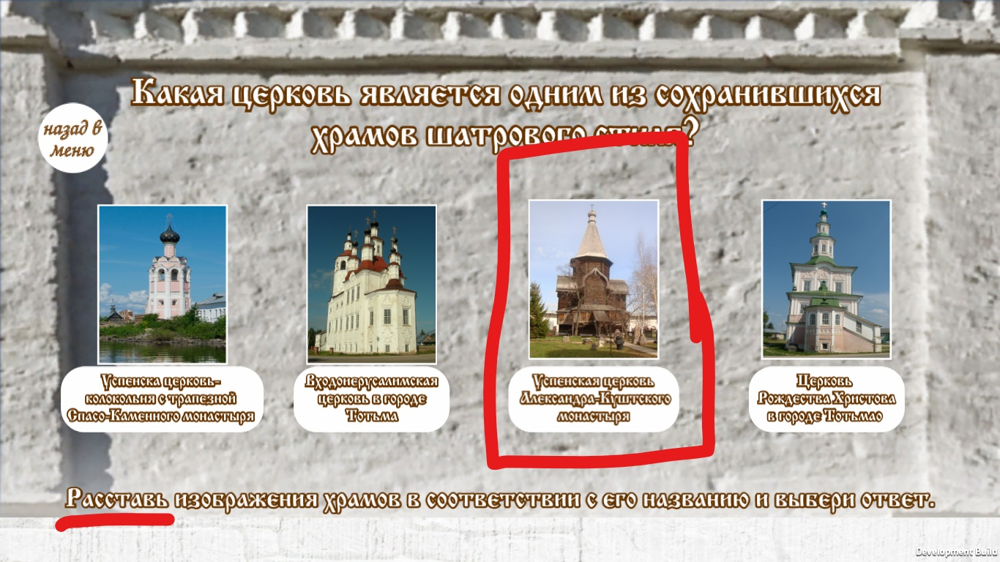 Какая церковь является одним из сохранившихся
храмов шатрового стиля?
назад в
меню
Успенска церковь-
колокольня с трапезной
Спасо-Каменного монастыря
Входоиерусалимская
церковь в городе
Тотьма
Успенская церковь
Александра-Куштского
монастыря
Церковь
Рождества Христова
в городе Тотьмао
Расставь изображения храмов в соответствии с его названию и выбери ответ.
Development Build